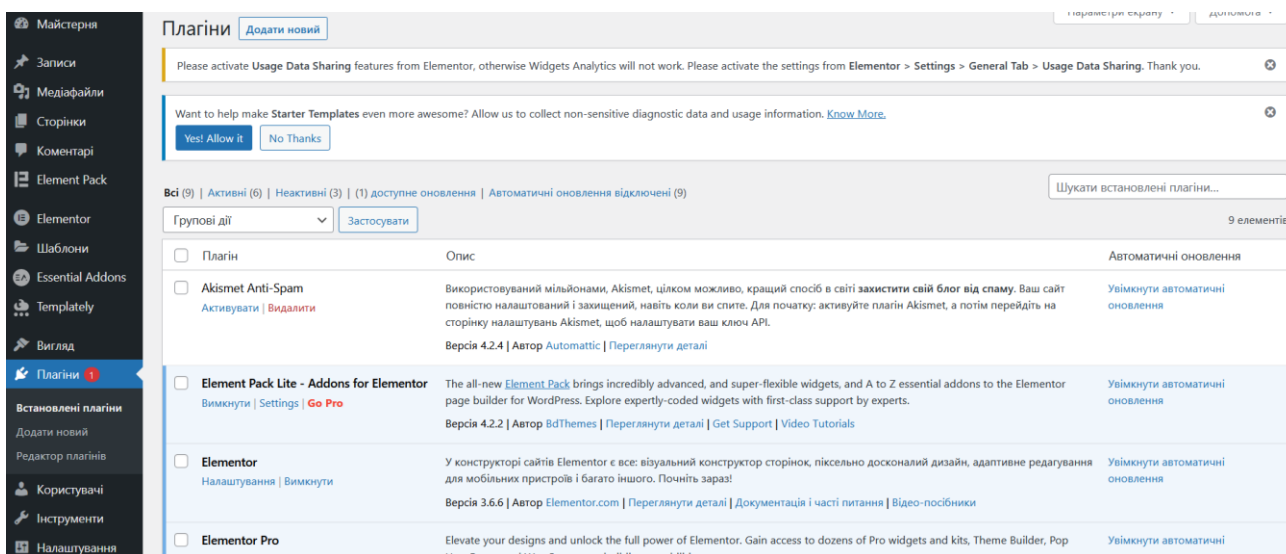 Майстерня
Записи
Медіафайли
Сторінки
Коментарі
Element Pack
Elementor
Шаблони
Essential Addons
Templately
Вигляд
Плагіни 1
Встановлені плагіни
Додати новий
Редактор плагінів
Користувачі
Інструменти
Налаштування
Параметри екрану
Допомога
Плагіни Додати новий
Please activate Usage Data Sharing features from Elementor, otherwise Widgets Analytics will not work. Please activate the settings from Elementor > Settings > General Tab > Usage Data Sharing. Thank you.
Want to help make Starter Templates even more awesome? Allow us to collect non-sensitive diagnostic data and usage information. Know More.
Yes! Allow it No Thanks
Всі (9) | Активні (6) | Неактивні (3) | (1) доступне оновлення | Автоматичні оновлення відключені (9)
Шукати встановлені плагіни...
Групові дії Застосувати
9 елементів
Плагін Опис Автоматичні оновлення
Akismet Anti-Spam
Активувати | Видалити
Використовуваний мільйонами, Akismet, цілком можливо, кращий спосіб в світі захистити свій блог від спаму. Ваш сайт
повністю налаштований і захищений, навіть коли ви спите. Для початку: активуйте плагін Akismet, а потім перейдіть на
сторінку налаштувань Akismet, щоб налаштувати ваш ключ API.
Версія 4.2.4 | Автор Automattic | Переглянути деталі
Увімкнути автоматичні
оновлення
Element Pack Lite - Addons for Elementor
Вимкнути | Settings | Go Pro
The all-new Element Pack brings incredibly advanced, and super-flexible widgets, and A to Z essential addons to the Elementor
page builder for WordPress. Explore expertly-coded widgets with first-class support by experts.
Версія 4.2.2 | Автор BdThemes | Переглянути деталі | Get Support | Video Tutorials
Увімкнути автоматичні
оновлення
Elementor
Налаштування | Вимкнути
У конструкторі сайтів Elementor є все: візуальний конструктор сторінок, піксельно досконалий дизайн, адаптивне редагування
для мобільних пристроїв і багато іншого. Почніть зараз!
Версія 3.6.6 | Автор Elementor.com | Переглянути деталі | Документація і часті питання | Відео-посібники
Увімкнути автоматичні
оновлення
Elementor Pro
Elevate your designs and unlock the full power of Elementor. Gain access to dozens of Pro widgets and kits, Theme Builder, Pop
Увімкнути автоматичні